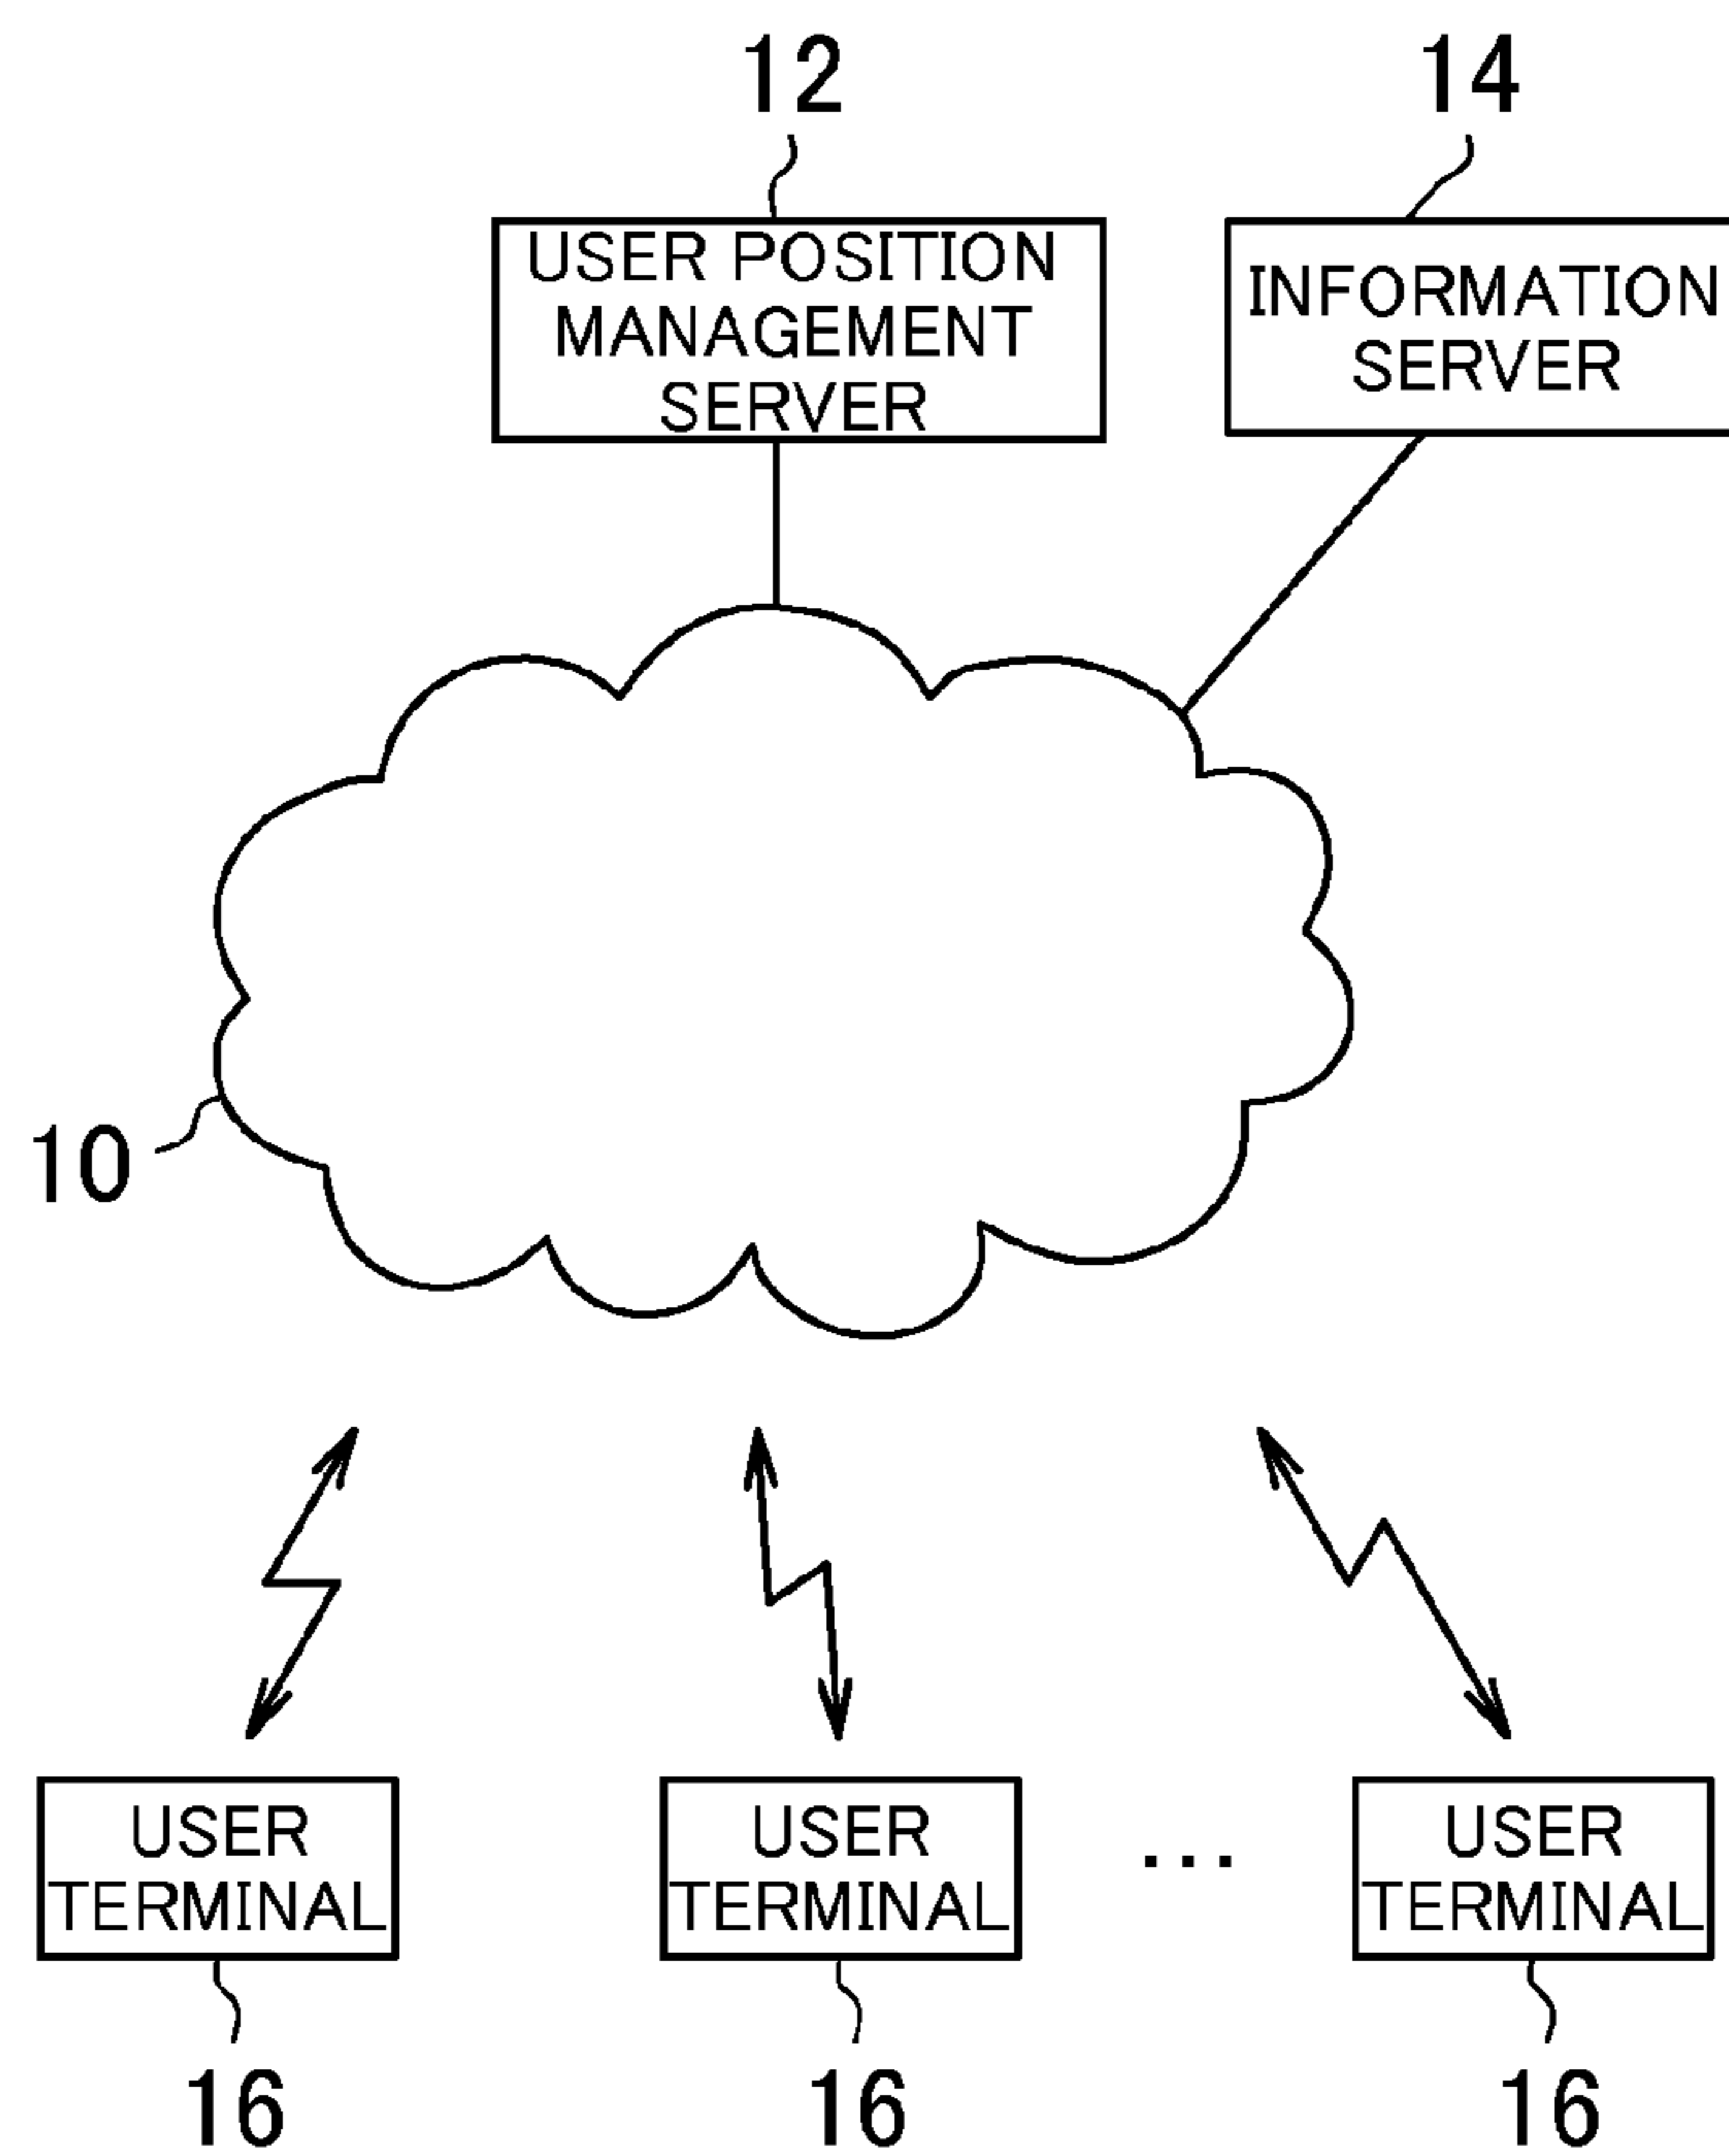 12
14
USER POSITION
MANAGEMENT
SERVER
INFORMATION
SERVER
10
USER
TERMINAL
USER
TERMINAL
...
USER
TERMINAL
16
16
16